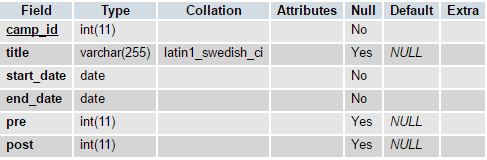 Field Type Collation Attributes Null Default Extra
camp_id int(11) No
title varchar(255) latin1_swedish_ci Yes NULL
start_date date No
end_date date No
pre int(11) Yes NULL
post int(11) Yes NULL